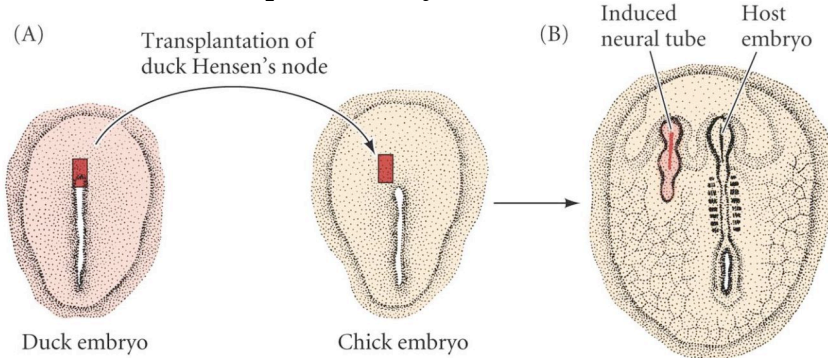 (A)
Transplantation of
duck Hensen's node
Duck embryo
Chick embryo
(B)
Induced
neural tube
Host
embryo